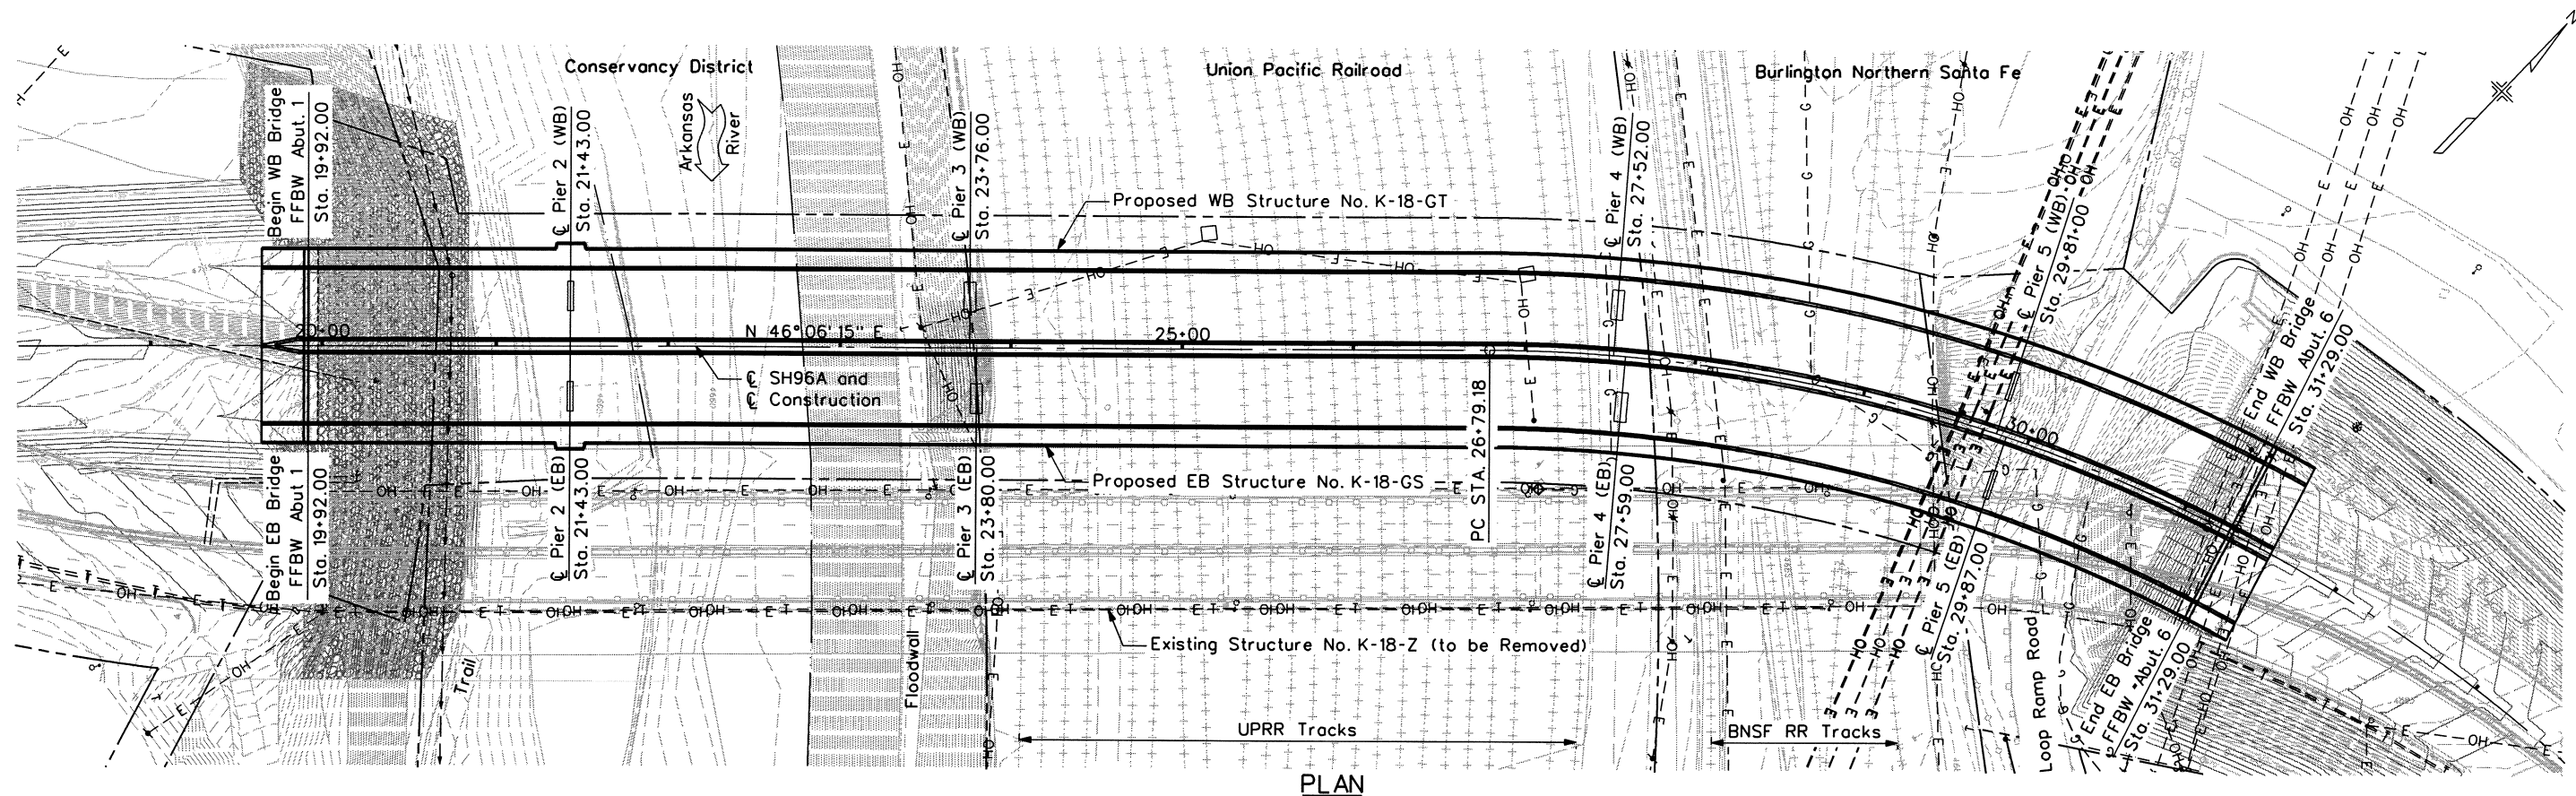 Conservancy District
Union Pacific Railroad
Burlington Northern Santa Fe
N
Begin WB Bridge
FFBW Abut. 1
Sta. 19+92.00
℄ Pier 2 (WB)
Sta. 21+43.00
Arkansas
River
℄ Pier 3 (WB)
Sta. 23+76.00
℄ Pier 4 (WB)
Sta. 27+52.00
℄ Pier 5 (WB)
Sta. 29+81.00
End WB Bridge
FFBW Abut. 6
Sta. 31+29.00
Proposed WB Structure No. K-18-GT
20+00
N 46°06'15" E
25+00
30+00
℄ SH96A and
℄ Construction
PC STA. 26+79.18
Begin EB Bridge
FFBW Abut 1
Sta. 19+92.00
℄ Pier 2 (EB)
Sta. 21+43.00
℄ Pier 3 (EB)
Sta. 23+80.00
Proposed EB Structure No. K-18-GS
℄ Pier 4 (EB)
Sta. 27+59.00
℄ Pier 5 (EB)
Sta. 29+87.00
End EB Bridge
FFBW Abut. 6
Sta. 31+29.00
Existing Structure No. K-18-Z (to be Removed)
Trail
Floodwall
Loop Ramp Road
UPRR Tracks
BNSF RR Tracks
PLAN